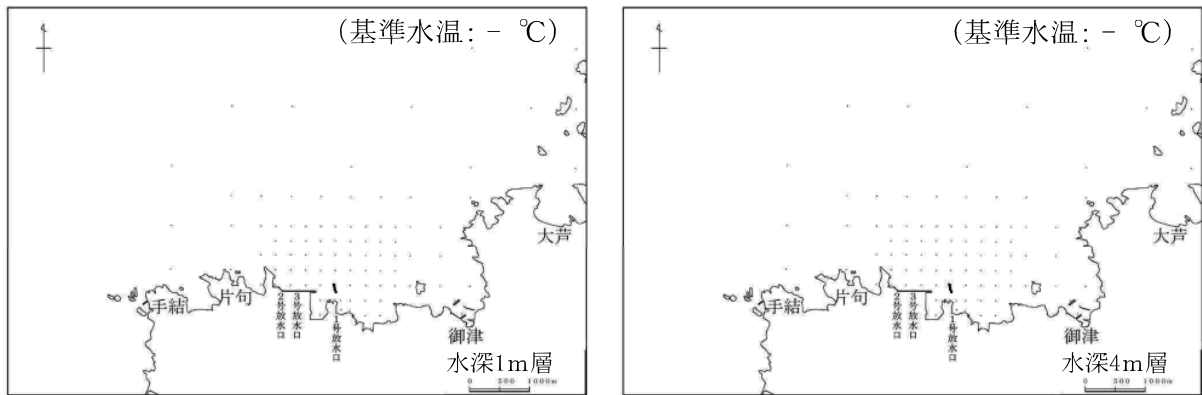 (基準水温: － ℃)
大芦
手結
片句
2号放水口
3号放水口
1号放水口
御津
水深1m層
0 500 1000m
(基準水温: － ℃)
大芦
手結
片句
2号放水口
3号放水口
1号放水口
御津
水深4m層
0 500 1000m